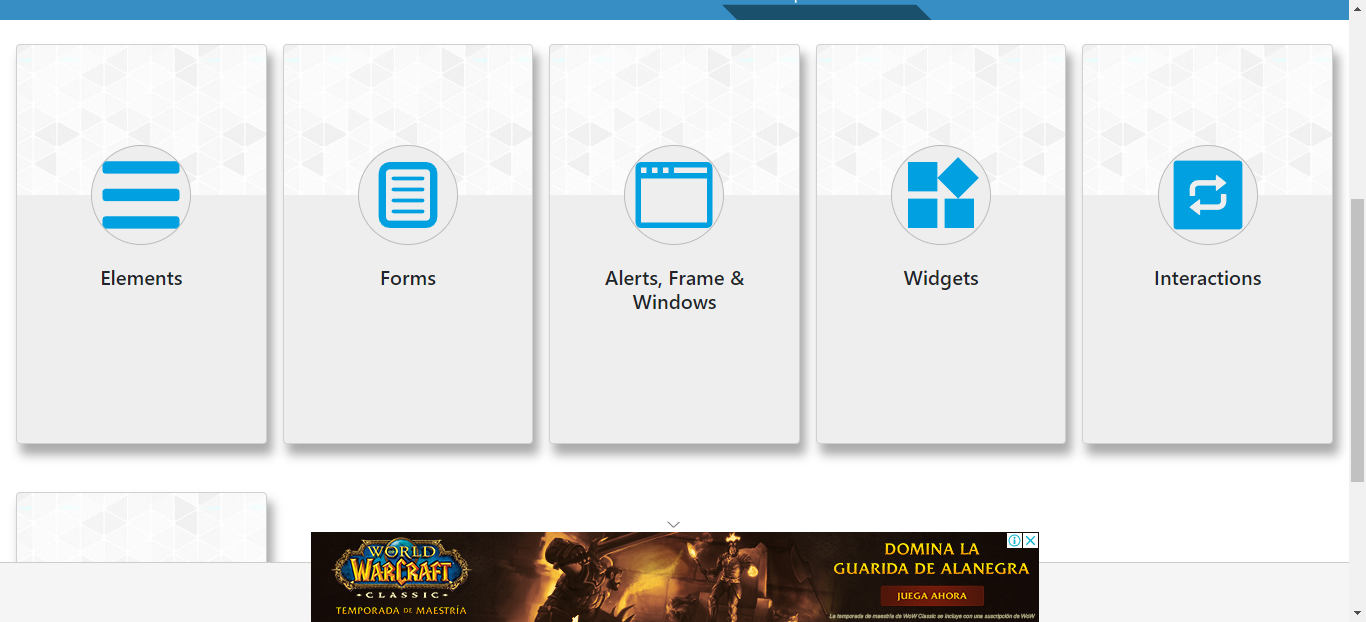 Elements
Forms
Alerts, Frame &
Windows
Widgets
Interactions
WORLD
WARCRAFT
CLASSIC
TEMPORADA DE MAESTRÍA
DOMINA LA
GUARIDA DE ALANEGRA
JUEGA AHORA
La temporada de maestría de WoW Classic se incluye con una suscripción de WoW